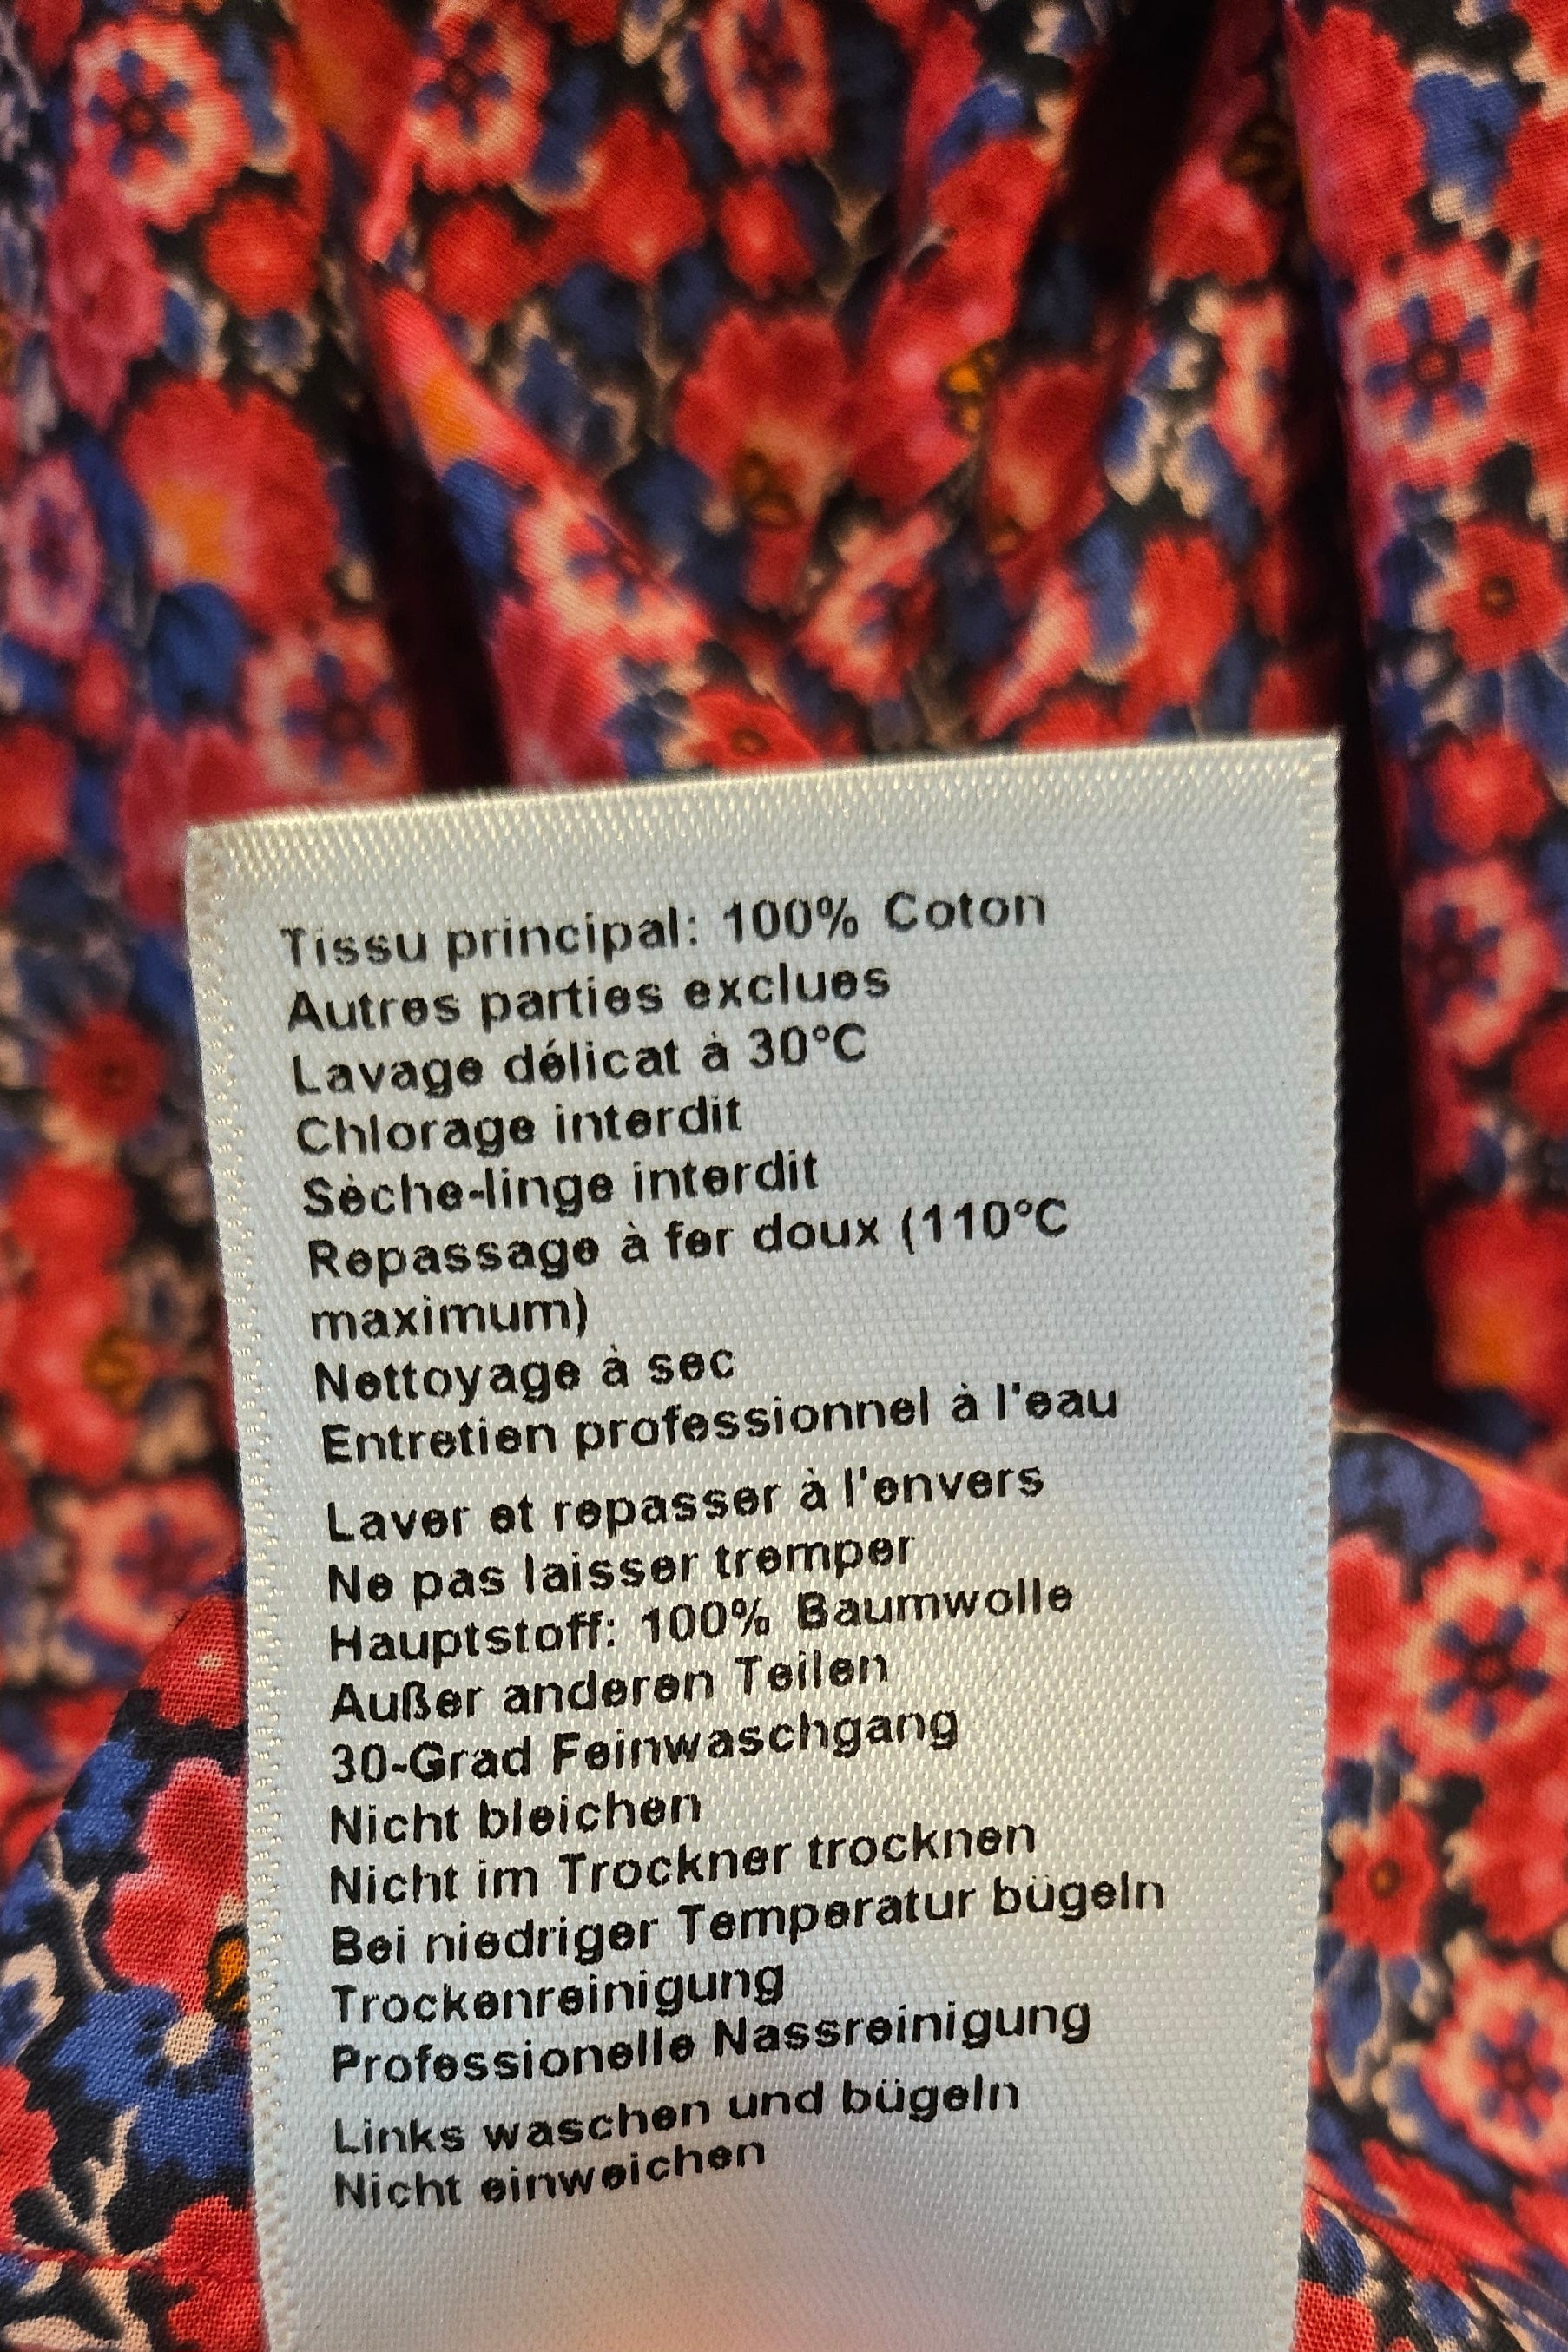 Tissu principal: 100% Coton
Autres parties exclues
Lavage délicat à 30°C
Chlorage interdit
Sèche-linge interdit
Repassage à fer doux (110°C
maximum)
Nettoyage à sec
Entretien professionnel à l'eau
Laver et repasser à l'envers
Ne pas laisser tremper
Hauptstoff: 100% Baumwolle
Außer anderen Teilen
30-Grad Feinwaschgang
Nicht bleichen
Nicht im Trockner trocknen
Bei niedriger Temperatur bügeln
Trockenreinigung
Professionelle Nassreinigung
Links waschen und bügeln
Nicht einweichen